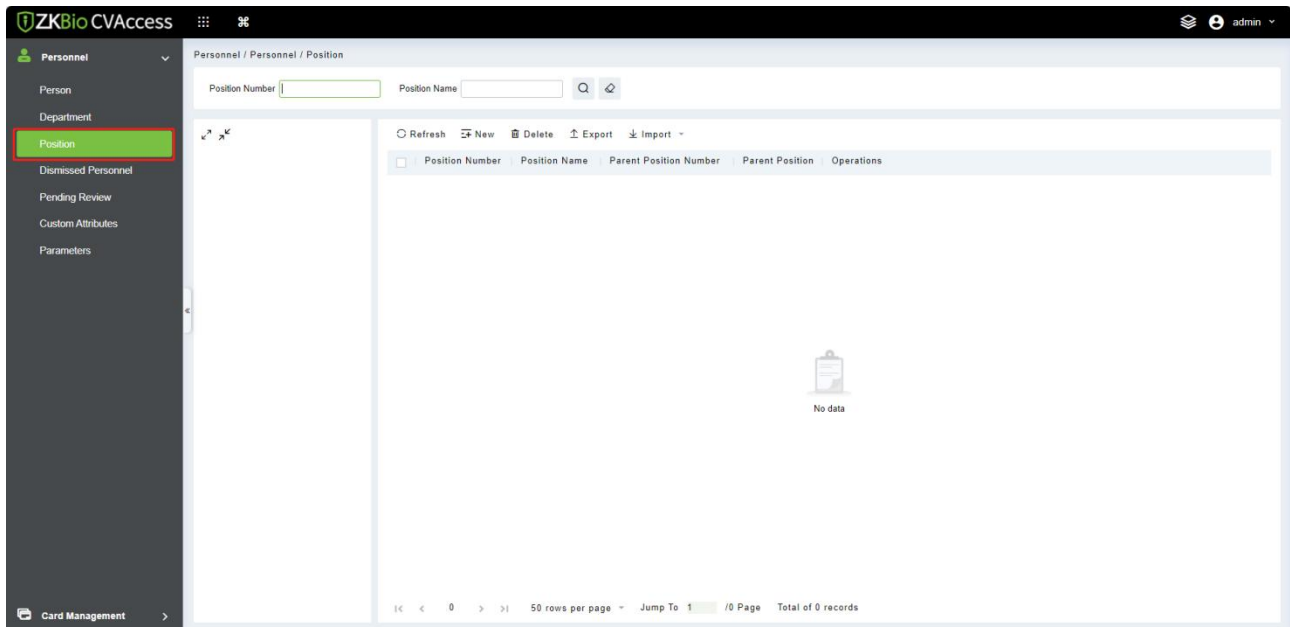 ZKBio CVAccess
admin
Personnel
Personnel / Personnel / Position
Person
Position Number
Position Name
Department
Position
Refresh New Delete Export Import
Dismissed Personnel
Position Number Position Name Parent Position Number Parent Position Operations
Pending Review
Custom Attributes
Parameters
No data
Card Management
0 50 rows per page Jump To 1 /0 Page Total of 0 records